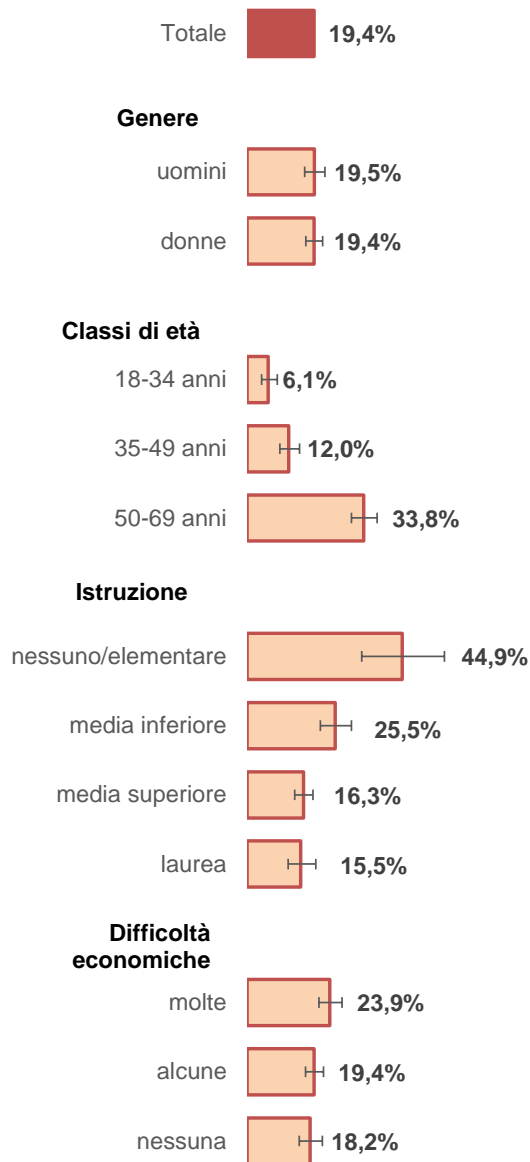 Totale 19,4%
Genere
uomini 19,5%
donne 19,4%
Classi di età
18-34 anni 6,1%
35-49 anni 12,0%
50-69 anni 33,8%
Istruzione
nessuno/elementare 44,9%
media inferiore 25,5%
media superiore 16,3%
laurea 15,5%
Difficoltà
economiche
molte 23,9%
alcune 19,4%
nessuna 18,2%